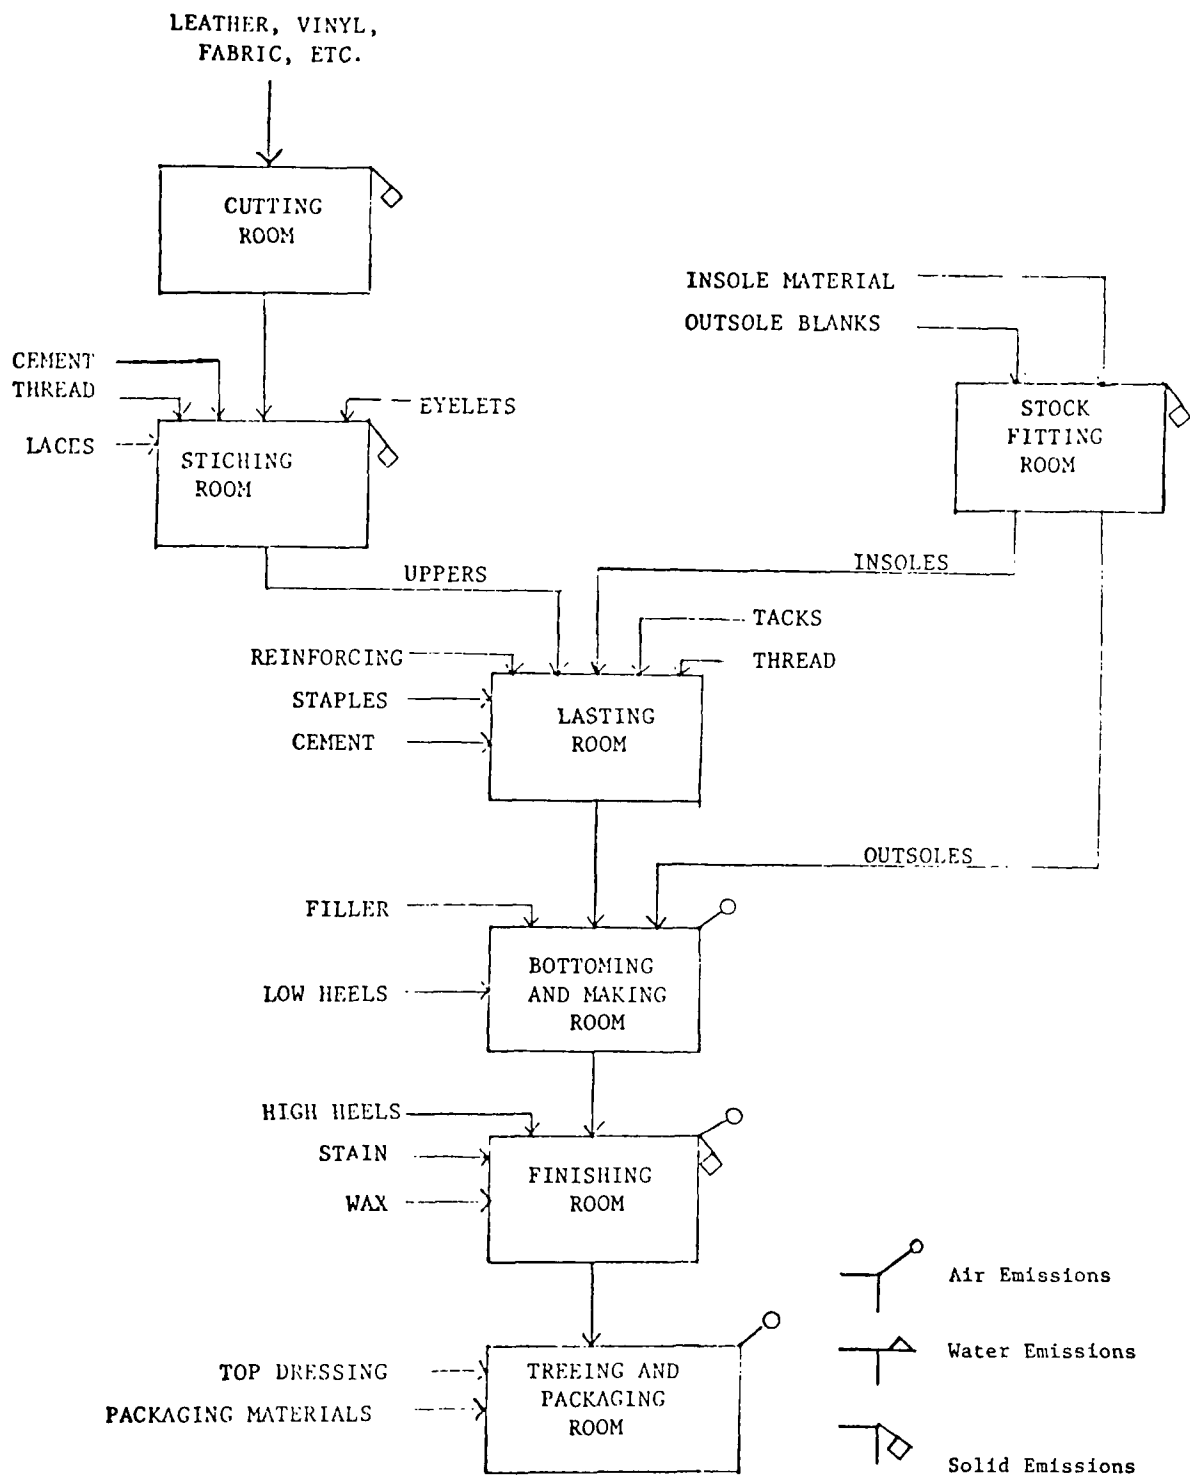 LEATHER, VINYL,
FABRIC, ETC.
CUTTING
ROOM
INSOLE MATERIAL
OUTSOLE BLANKS
CEMENT
THREAD
EYELETS
LACES
STICHING
ROOM
STOCK
FITTING
ROOM
UPPERS
INSOLES
TACKS
REINFORCING
THREAD
STAPLES
CEMENT
LASTING
ROOM
OUTSOLES
FILLER
LOW HEELS
BOTTOMING
AND MAKING
ROOM
HIGH HEELS
STAIN
WAX
FINISHING
ROOM
Air Emissions
Water Emissions
Solid Emissions
TOP DRESSING
PACKAGING MATERIALS
TREEING AND
PACKAGING
ROOM